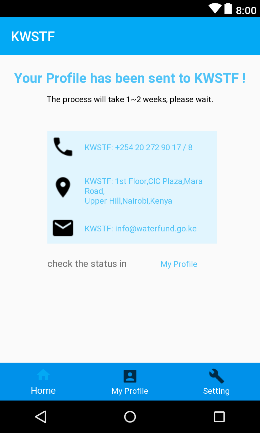 8:00
KWSTF
Your Profile has been sent to KWSTF !
The process will take 1~2 weeks, please wait.
KWSTF: +254 20 272 90 17 / 8
KWSTF: 1st Floor,CIC Plaza,Mara
Road,
Upper Hill,Nairobi,Kenya
KWSTF: info@waterfund.go.ke
check the status in My Profile
Home My Profile Setting